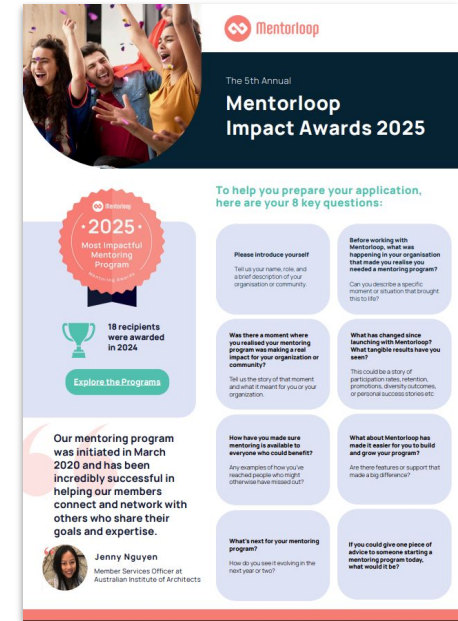 Mentorloop
The 5th Annual
Mentorloop
Impact Awards 2025
To help you prepare your application,
here are your 8 key questions:
Mentorloop
2025
Most Impactful
Mentoring
Program
Mentoring Awards
18 recipients
were awarded
in 2024
Explore the Programs
Our mentoring program
was initiated in March
2020 and has been
incredibly successful in
helping our members
connect and network with
others who share their
goals and expertise.
Jenny Nguyen
Member Services Officer at
Australian Institute of Architects
Please introduce yourself
Tell us your name, role, and
a brief description of your
organisation or community.
Before working with
Mentorloop, what was
happening in your organisation
that made you realise you
needed a mentoring program?
Can you describe a specific
moment or situation that brought
this to life?
Was there a moment where
you realised your mentoring
program was making a real
impact for your organization or
community?
Tell us the story of that moment
and what it meant for you or your
organization.
What has changed since
launching with Mentorloop?
What tangible results have you
seen?
This could be a story of
participation rates, retention,
promotions, diversity outcomes,
or personal success stories etc
How have you made sure
mentoring is available to
everyone who could benefit?
Any examples of how you've
reached people who might
otherwise have missed out?
What about Mentorloop has
made it easier for you to build
and grow your program?
Are there features or support that
made a big difference?
What's next for your mentoring
program?
How do you see it evolving in the
next year or two?
If you could give one piece of
advice to someone starting a
mentoring program today,
what would it be?